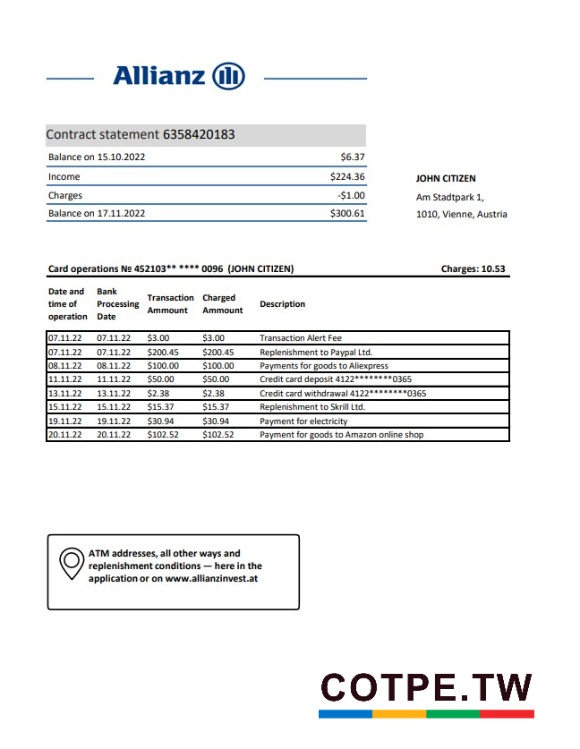 Allianz
Contract statement 6358420183
Balance on 15.10.2022 $6.37
Income $224.36
Charges -$1.00
Balance on 17.11.2022 $300.61
JOHN CITIZEN
Am Stadtpark 1,
1010, Vienne, Austria
Card operations № 452103** **** 0096 (JOHN CITIZEN) Charges: 10.53
Date and time of operation Bank Processing Date Transaction Amount Charged Amount Description
07.11.22 07.11.22 $3.00 $3.00 Transaction Alert Fee
07.11.22 07.11.22 $200.45 $200.45 Replenishment to Paypal Ltd.
08.11.22 08.11.22 $100.00 $100.00 Payments for goods to Aliexpress
11.11.22 11.11.22 $50.00 $50.00 Credit card deposit 4122********0365
13.11.22 13.11.22 $2.38 $2.38 Credit card withdrawal 4122********0365
15.11.22 15.11.22 $15.37 $15.37 Replenishment to Skrill Ltd.
19.11.22 19.11.22 $30.94 $30.94 Payment for electricity
20.11.22 20.11.22 $102.52 $102.52 Payment for goods to Amazon online shop
ATM addresses, all other ways and
replenishment conditions — here in the
application or on www.allianzinvest.at
COTPE.TW